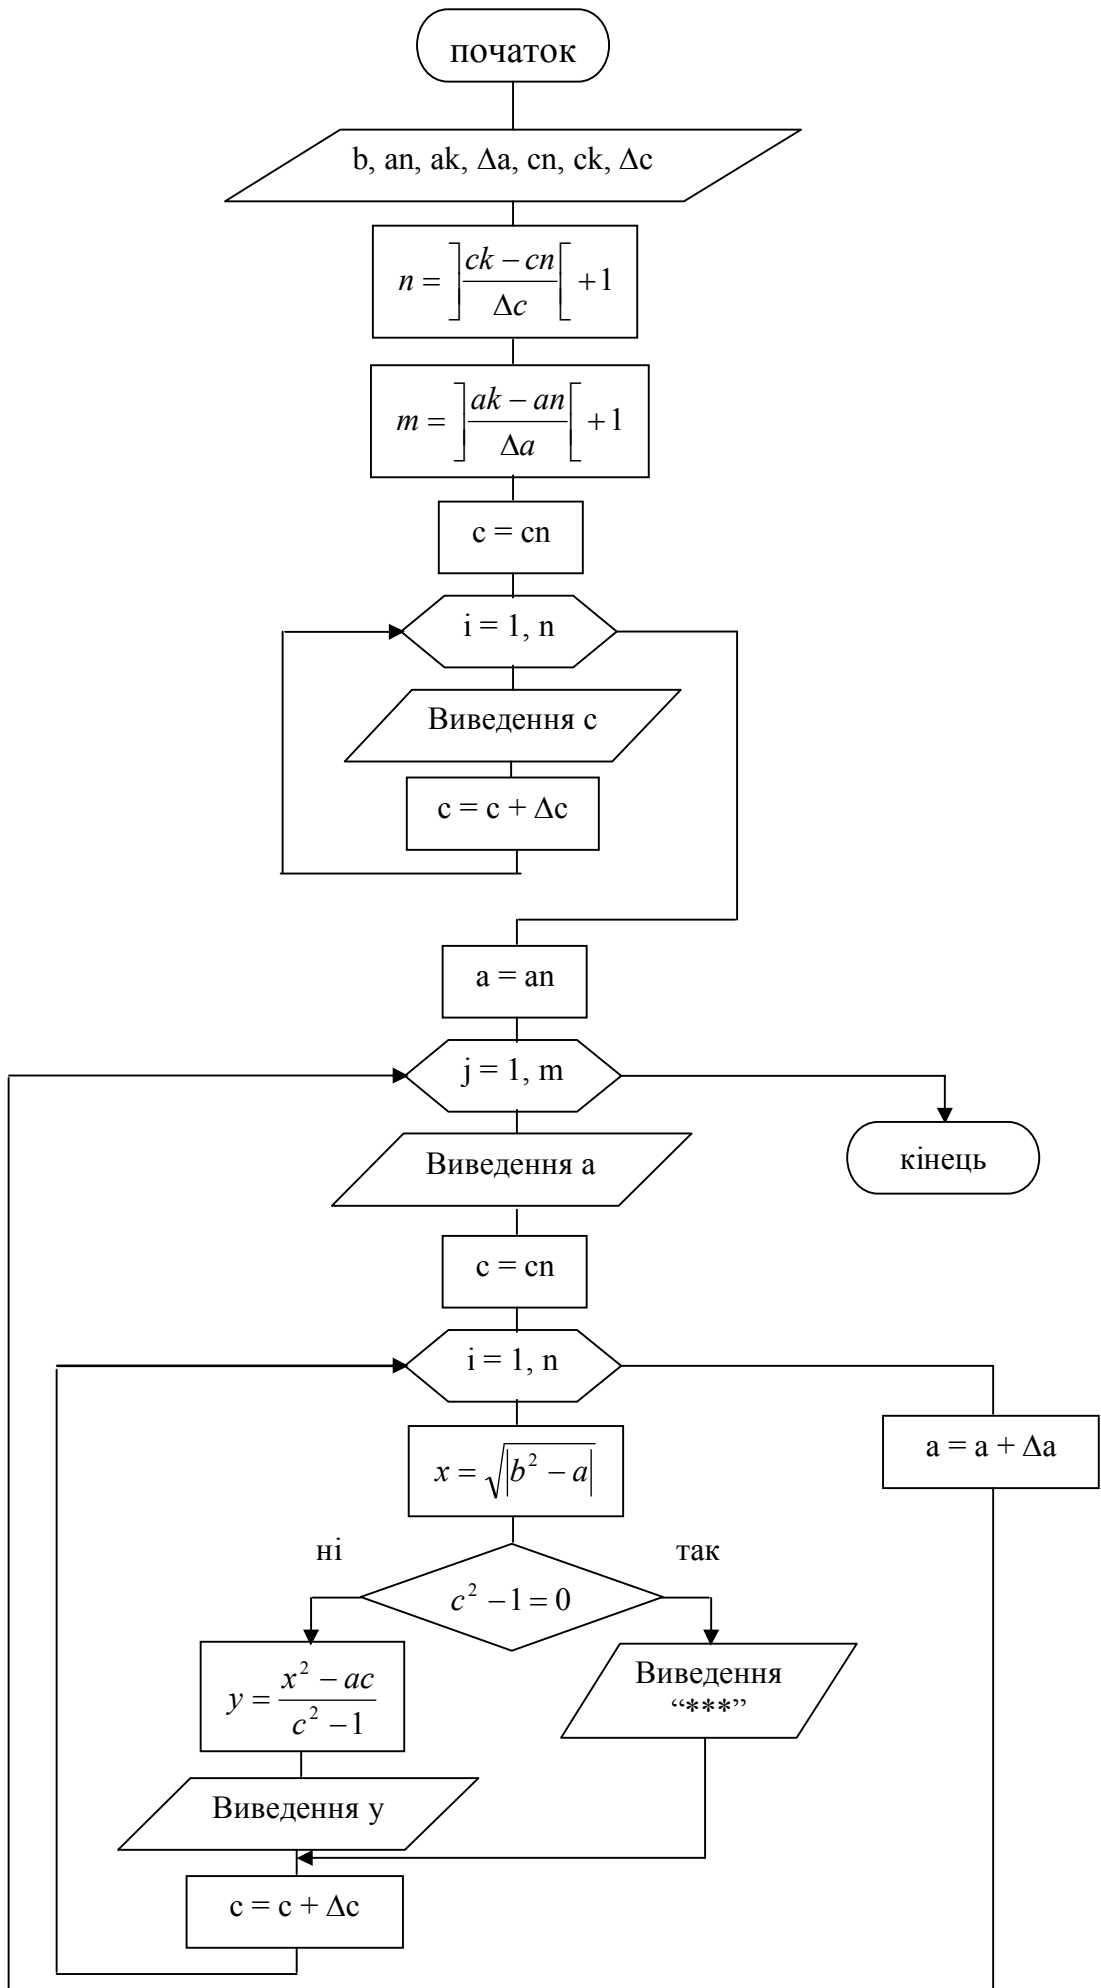 початок
b, an, ak, Δa, cn, ck, Δc
n = ](ck − cn)/Δc[ + 1
m = ](ak − an)/Δa[ + 1
c = cn
i = 1, n
Виведення c
c = c + Δc
a = an
j = 1, m
Виведення a
кінець
c = cn
i = 1, n
a = a + Δa
x = √|b² − a|
ні
так
c² − 1 = 0
y = (x² − ac)/(c² − 1)
Виведення
“***”
Виведення y
c = c + Δc